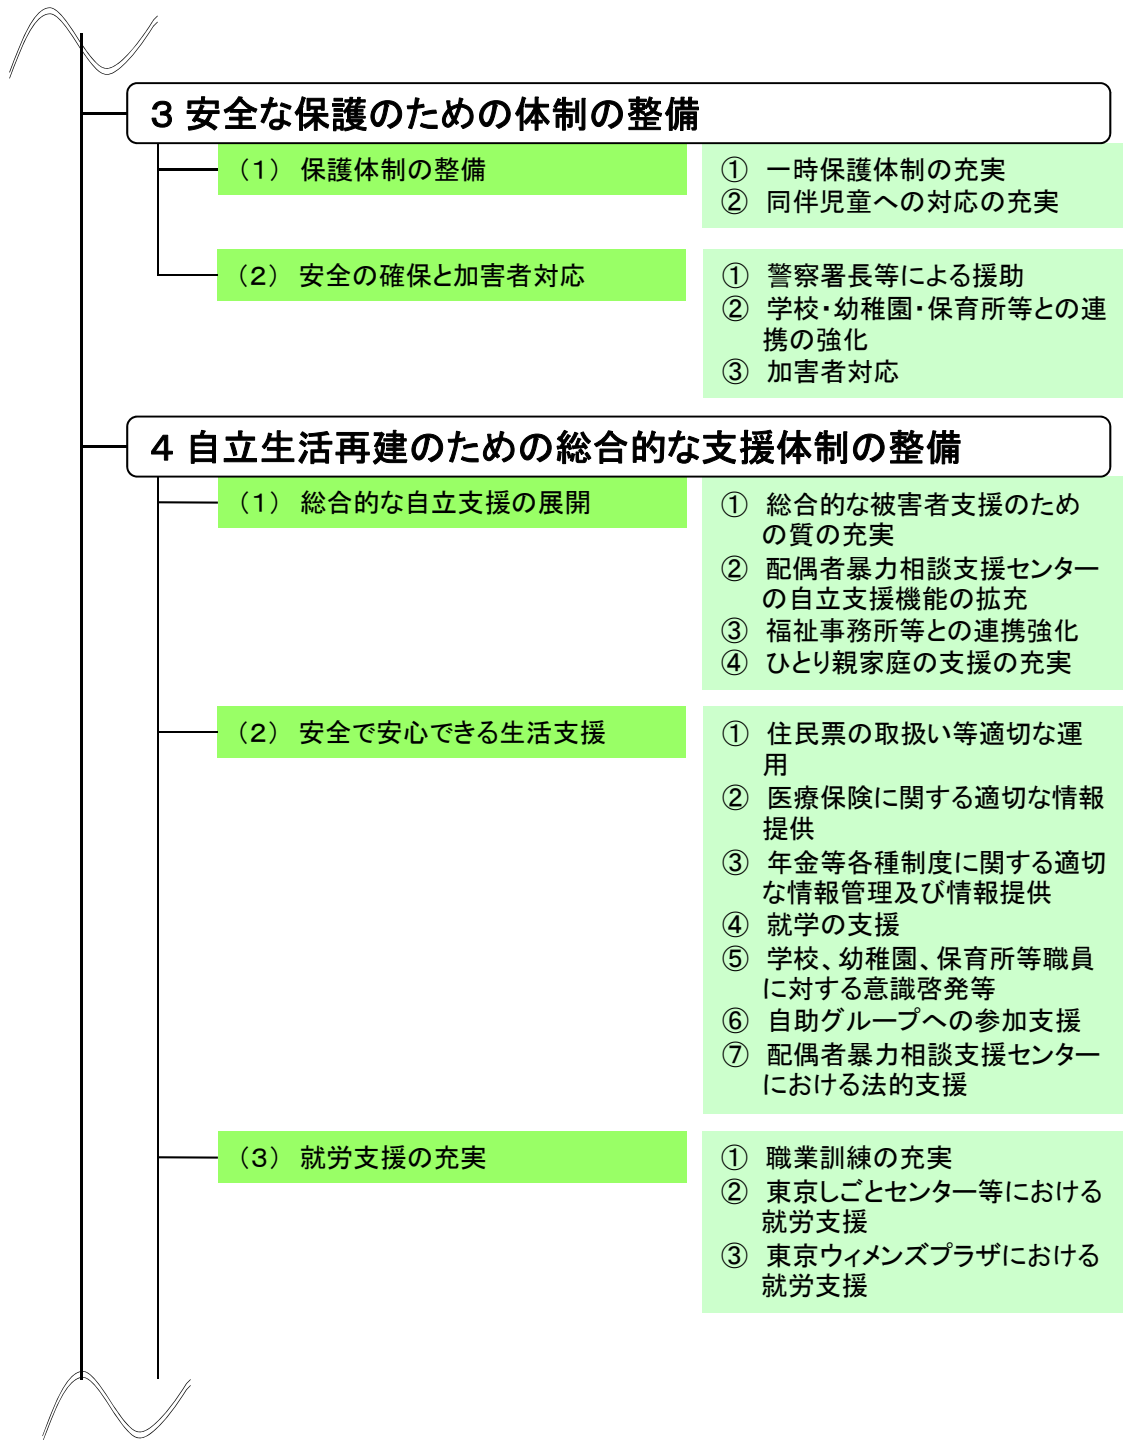 ３ 安全な保護のための体制の整備
（１） 保護体制の整備
① 一時保護体制の充実
② 同伴児童への対応の充実
（２） 安全の確保と加害者対応
① 警察署長等による援助
② 学校・幼稚園・保育所等との連
携の強化
③ 加害者対応
４ 自立生活再建のための総合的な支援体制の整備
（１） 総合的な自立支援の展開
① 総合的な被害者支援のため
の質の充実
② 配偶者暴力相談支援センター
の自立支援機能の拡充
③ 福祉事務所等との連携強化
④ ひとり親家庭の支援の充実
（２） 安全で安心できる生活支援
① 住民票の取扱い等適切な運
用
② 医療保険に関する適切な情報
提供
③ 年金等各種制度に関する適切
な情報管理及び情報提供
④ 就学の支援
⑤ 学校、幼稚園、保育所等職員
に対する意識啓発等
⑥ 自助グループへの参加支援
⑦ 配偶者暴力相談支援センター
における法的支援
（３） 就労支援の充実
① 職業訓練の充実
② 東京しごとセンター等における
就労支援
③ 東京ウィメンズプラザにおける
就労支援